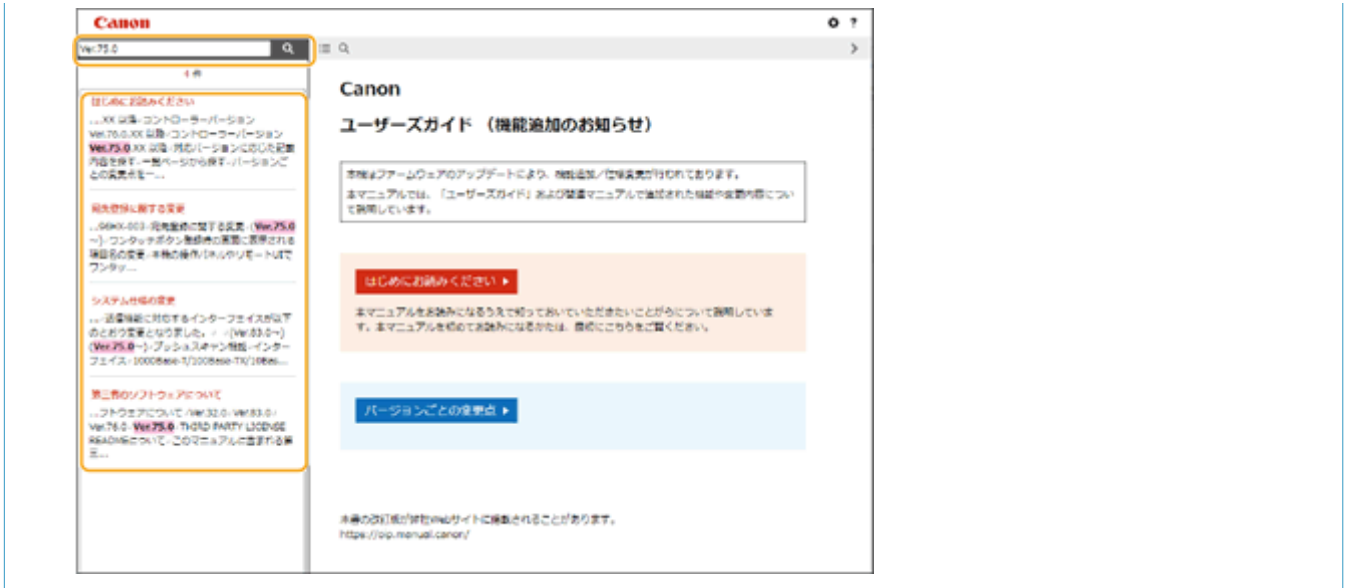 Canon
Ver.75.0
4 件
はじめにお読みください
...XX 以降-コントローラーバージョン
Ver.76.0.XX 以降-コントローラーバージョン
Ver.75.0.XX 以降-対応バージョンに応じた記載
内容を探す-一覧ページから探す-バージョンご
との変更点を一...
宛先登録に関する変更
...-003-宛先登録に関する変更-(Ver.75.0
~)-ワンタッチボタン登録時の画面に表示される
項目名の変更-本機の操作パネルやリモートUIで
ワンタッ...
システム仕様の変更
...-送信機能に対応するインターフェイスが以下
のとおり変更となりました。- -(Ver.83.0~)
(Ver.75.0~)-プッシュスキャン機能-インター
フェイス-1000Base-T/100Base-TX/10Bas...
第三者のソフトウェアについて
...フトウェアについて-Ver.32.0-Ver.83.0-
Ver.76.0-Ver.75.0-THIRD PARTY LICENSE
READMEについて-このマニュアルに含まれる第
三...
Canon
ユーザーズガイド （機能追加のお知らせ）
本機はファームウェアのアップデートにより、機能追加／仕様変更が行われております。
本マニュアルでは、「ユーザーズガイド」および関連マニュアルで追加された機能や変更内容につい
て説明しています。
はじめにお読みください
本マニュアルをお読みになるうえで知っておいていただきたいことがらについて説明していま
す。本マニュアルを初めてお読みになるかたは、最初にこちらをご覧ください。
バージョンごとの変更点
本書の改訂版が弊社Webサイトに掲載されることがあります。
https://oip.manual.canon/